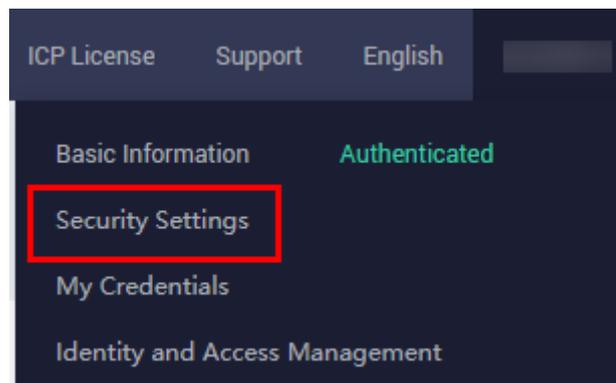 ICP License Support English
Basic Information Authenticated
Security Settings
My Credentials
Identity and Access Management